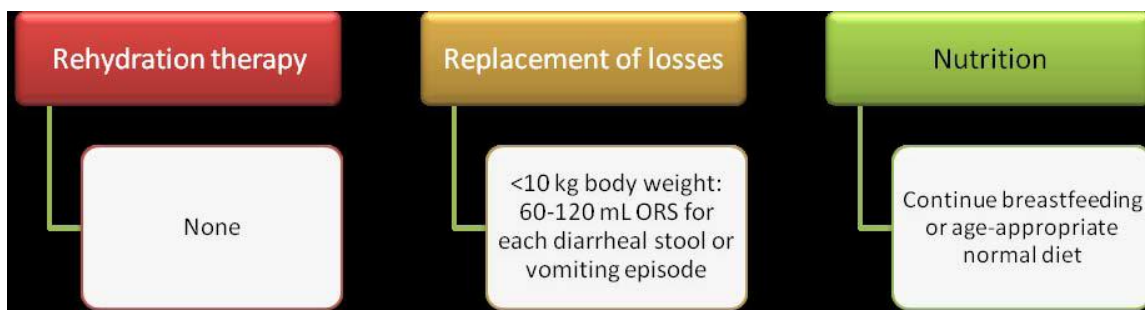 Rehydration therapy
None
Replacement of losses
<10 kg body weight:
60-120 mL ORS for
each diarrheal stool or
vomiting episode
Nutrition
Continue breastfeeding
or age-appropriate
normal diet